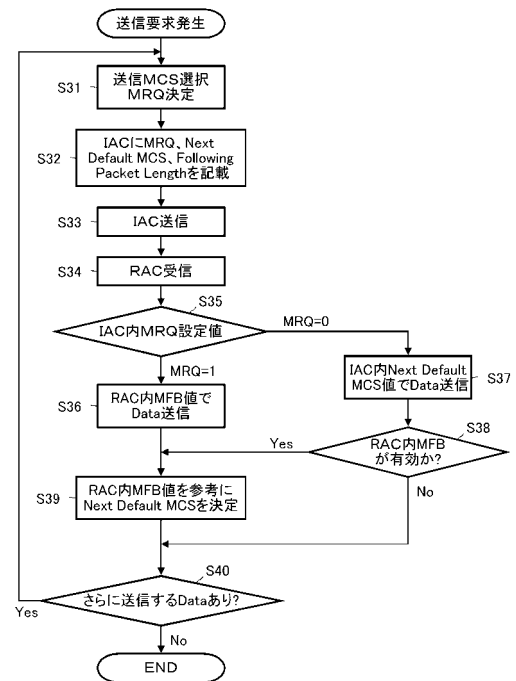 送信要求発生
S31
送信MCS選択
MRQ決定
S32
IACにMRQ、Next
Default MCS、Following
Packet Lengthを記載
S33
IAC送信
S34
RAC受信
S35
IAC内MRQ設定値
MRQ=0
MRQ=1
S36
RAC内MFB値で
Data送信
IAC内Next Default
MCS値でData送信
S37
S38
RAC内MFB
が有効か?
Yes
No
S39
RAC内MFB値を参考に
Next Default MCSを決定
S40
さらに送信するDataあり?
Yes
No
END